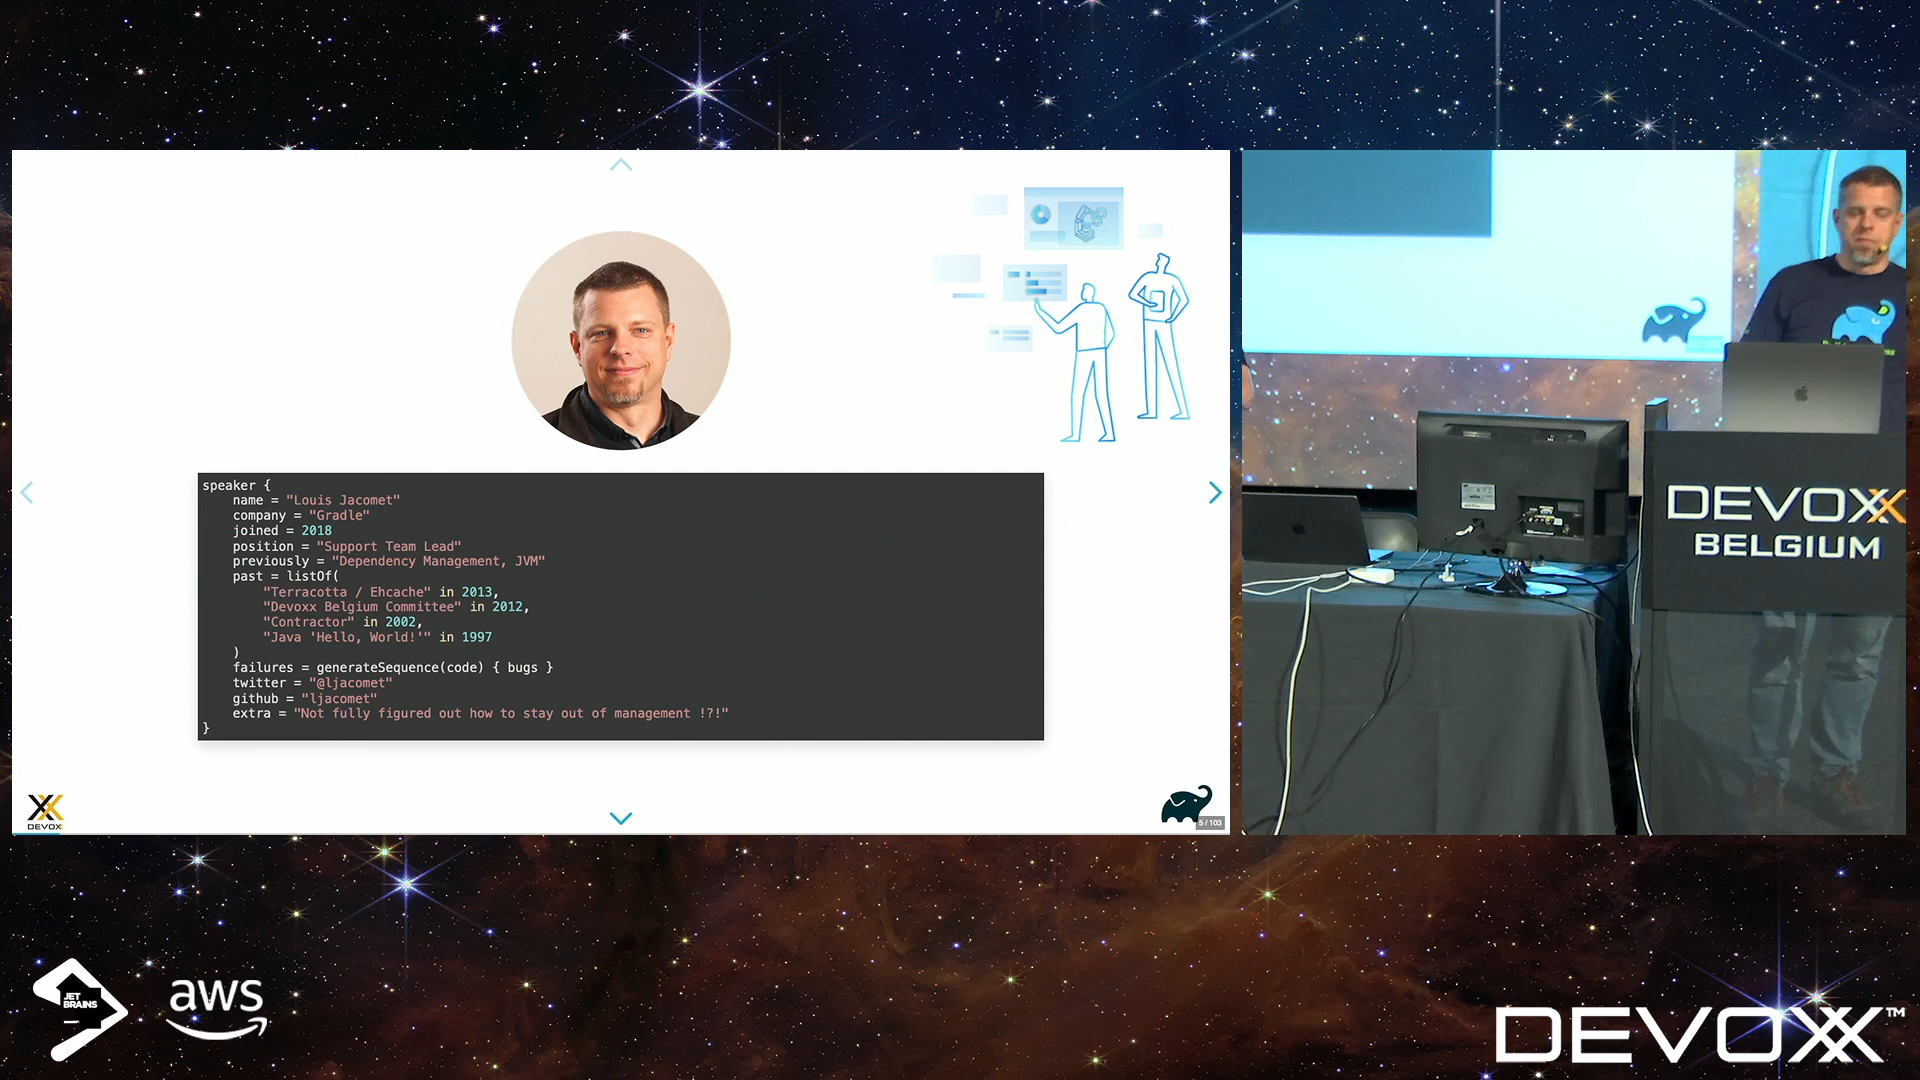 speaker {
name = "Louis Jacomet"
company = "Gradle"
joined = 2018
position = "Support Team Lead"
previously = "Dependency Management, JVM"
past = listOf(
"Terracotta / Ehcache" in 2013,
"Devoxx Belgium Committee" in 2012,
"Contractor" in 2002,
"Java 'Hello, World!'" in 1997
)
failures = generateSequence(code) { bugs }
twitter = "@ljacomet"
github = "ljacomet"
extra = "Not fully figured out how to stay out of management !?!"
}
DEVOXX
5 / 103
DEVOXX
BELGIUM
JET
BRAINS
aws
DEVOXX™